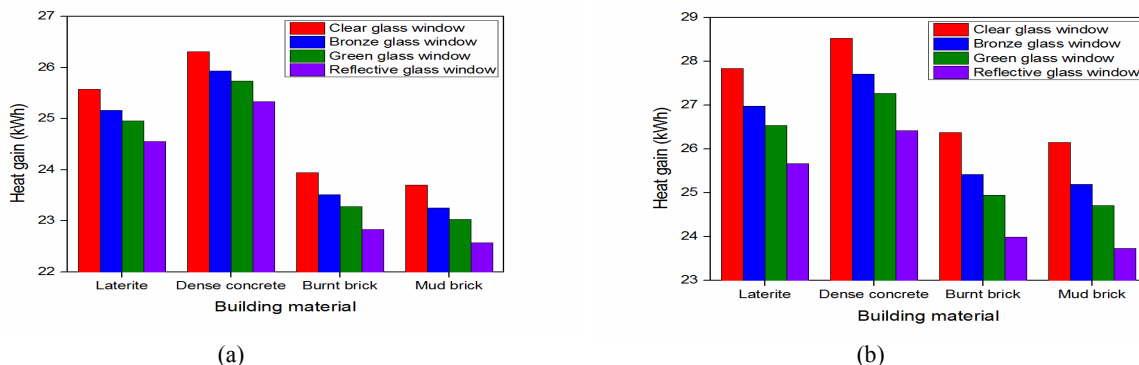 27
26
25
24
23
22
Heat gain (kWh)
Clear glass window
Bronze glass window
Green glass window
Reflective glass window
Laterite Dense concrete Burnt brick Mud brick
Building material
(a)
29
28
27
26
25
24
23
Heat gain (kWh)
Clear glass window
Bronze glass window
Green glass window
Reflective glass window
Laterite Dense concrete Burnt brick Mud brick
Building material
(b)